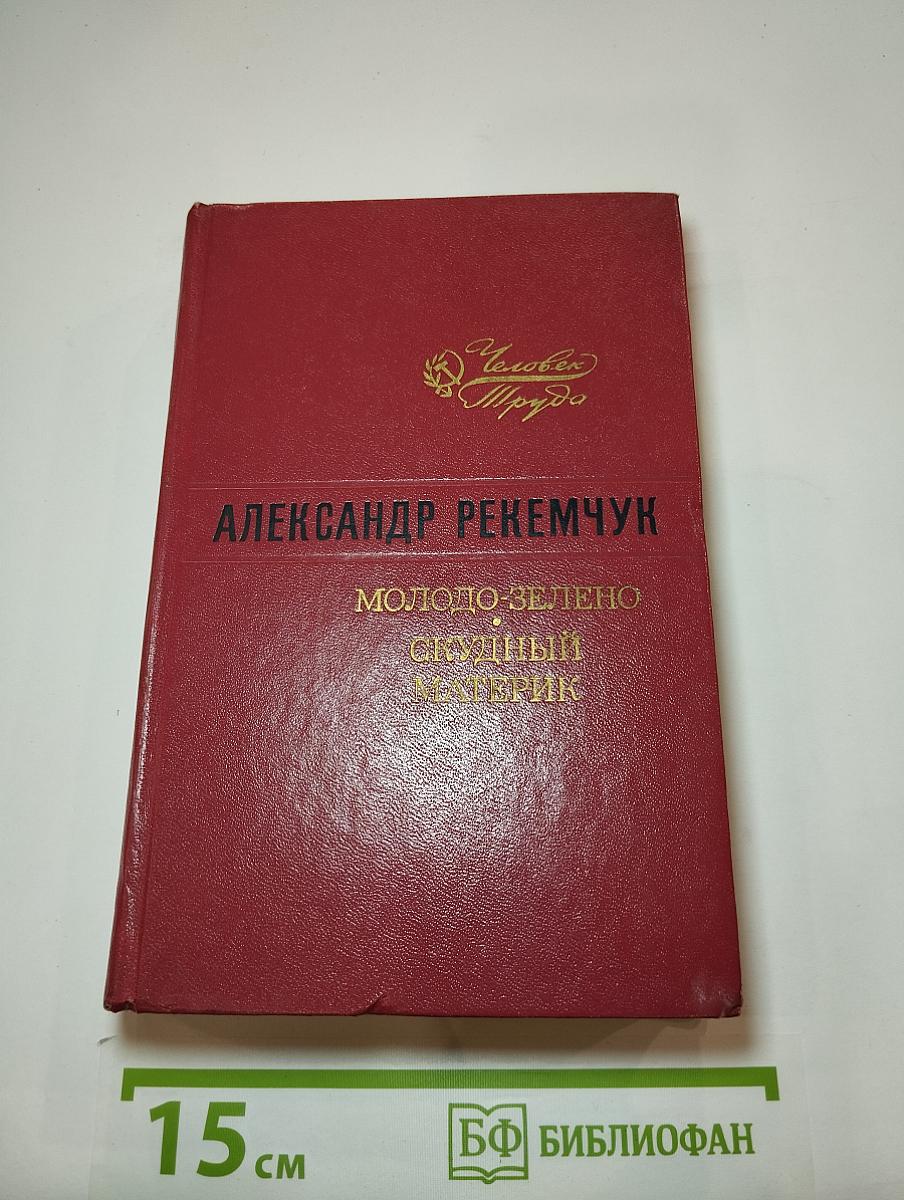 Человек
Труда
АЛЕКСАНДР РЕКЕМЧУК
МОЛОДО-ЗЕЛЕНО
•
СКУДНЫЙ
МАТЕРИК
15 см
БФ БИБЛИОФАН